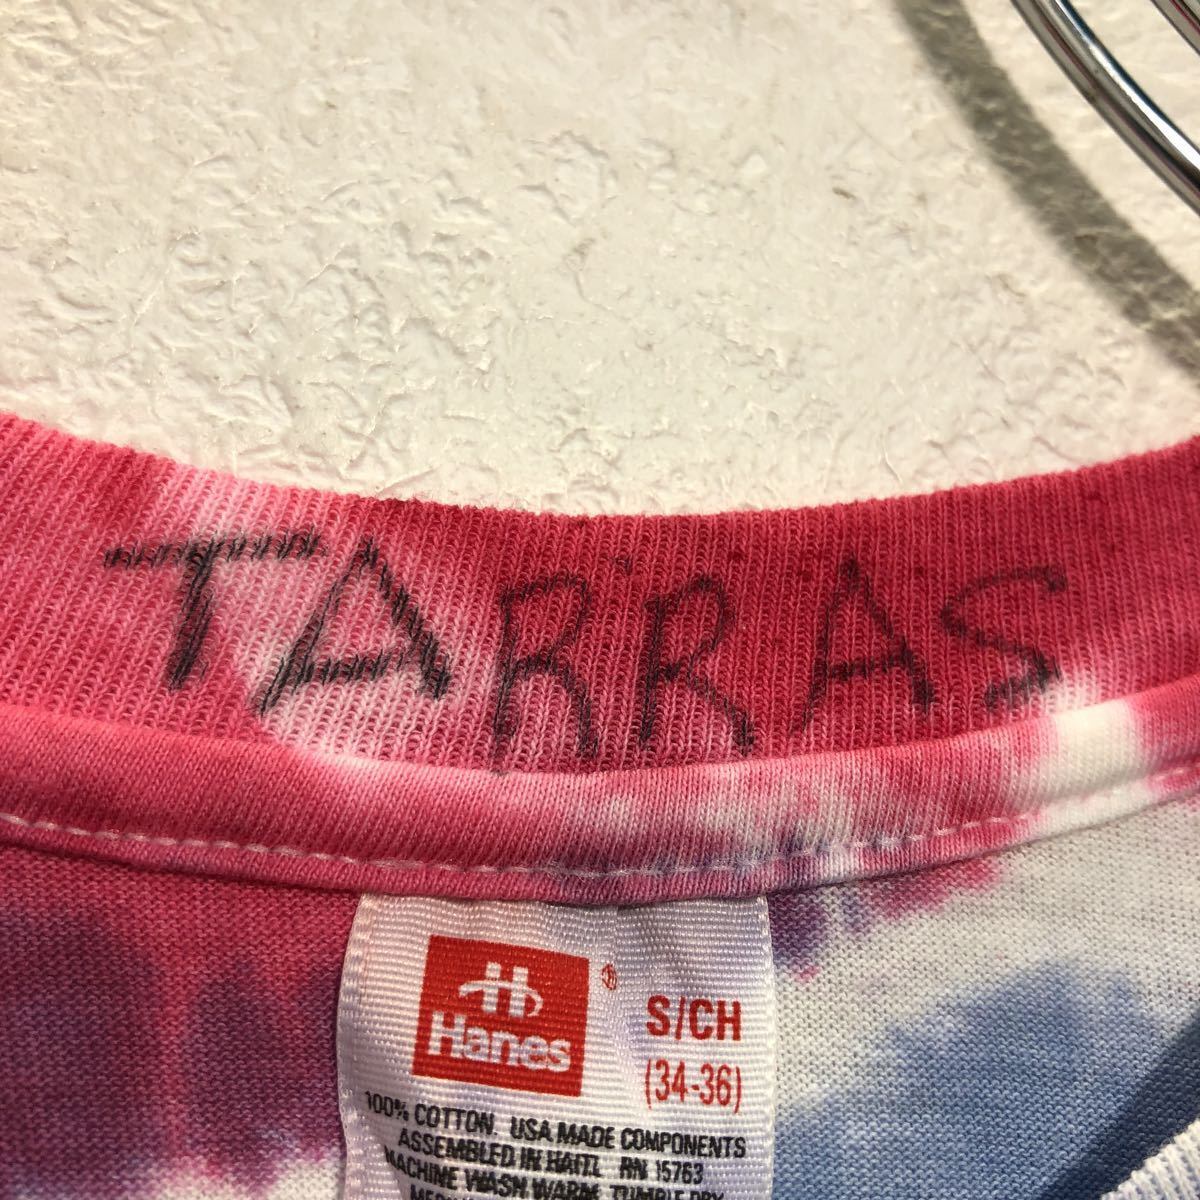 TARRAS
H
Hanes ®
S/CH
(34-36)
100% COTTON. USA MADE COMPONENTS
ASSEMBLED IN HAITI. RN 15763
MACHINE WASH WARM. TUMBLE DRY